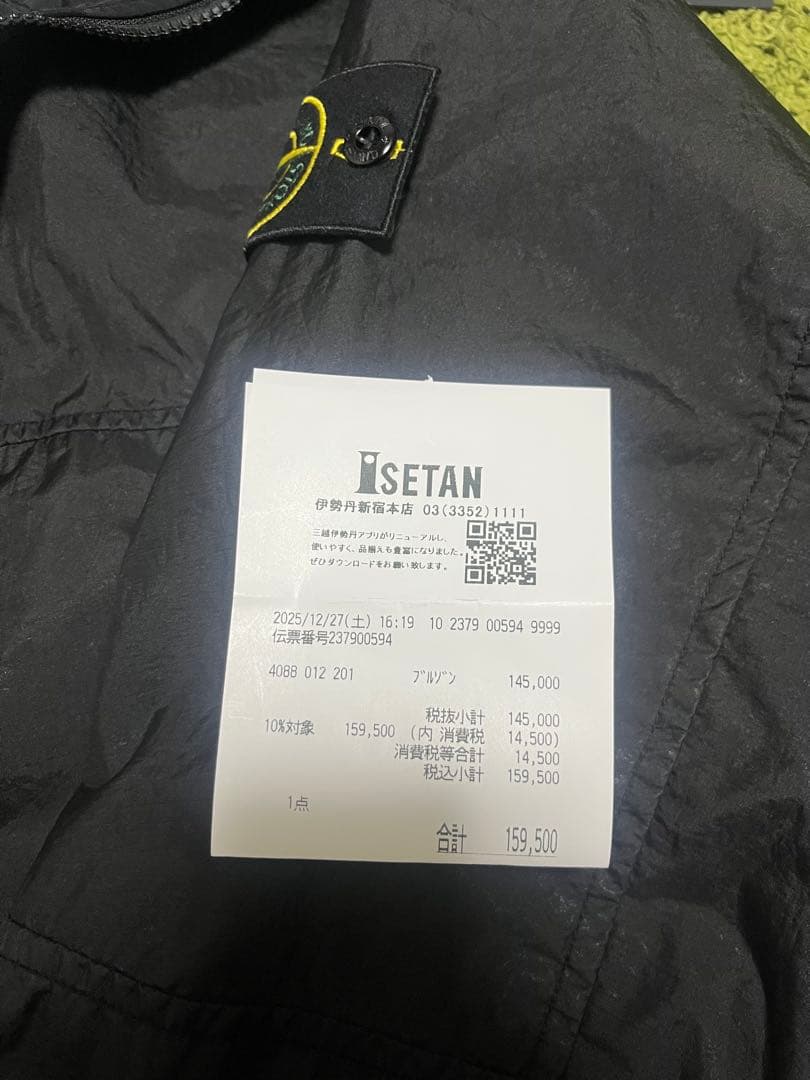 STON
ISETAN
伊勢丹新宿本店 03(3352)1111
三越伊勢丹アプリがリニューアルし、
使いやすく、品揃えも豊富になりました。
ぜひダウンロードをお願い致します。
2025/12/27(土) 16:19 10 2379 00594 9999
伝票番号237900594
4088 012 201 ﾌﾞﾙｿﾞﾝ 145,000
税抜小計 145,000
10%対象 159,500 (内 消費税 14,500)
消費税等合計 14,500
税込小計 159,500
1点
合計 159,500